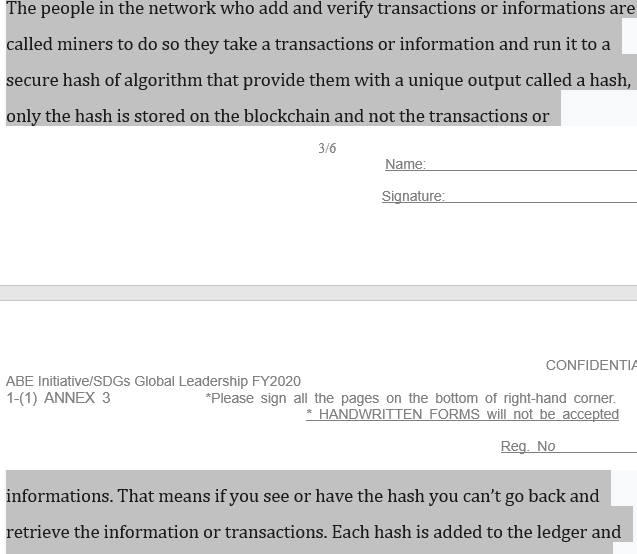 The people in the network who add and verify transactions or informations are
called miners to do so they take a transactions or information and run it to a
secure hash of algorithm that provide them with a unique output called a hash,
only the hash is stored on the blockchain and not the transactions or
3/6
Name:
Signature:
CONFIDENTIA
ABE Initiative/SDGs Global Leadership FY2020
1-(1) ANNEX 3 *Please sign all the pages on the bottom of right-hand corner.
* HANDWRITTEN FORMS will not be accepted
Reg. No
informations. That means if you see or have the hash you can't go back and
retrieve the information or transactions. Each hash is added to the ledger and